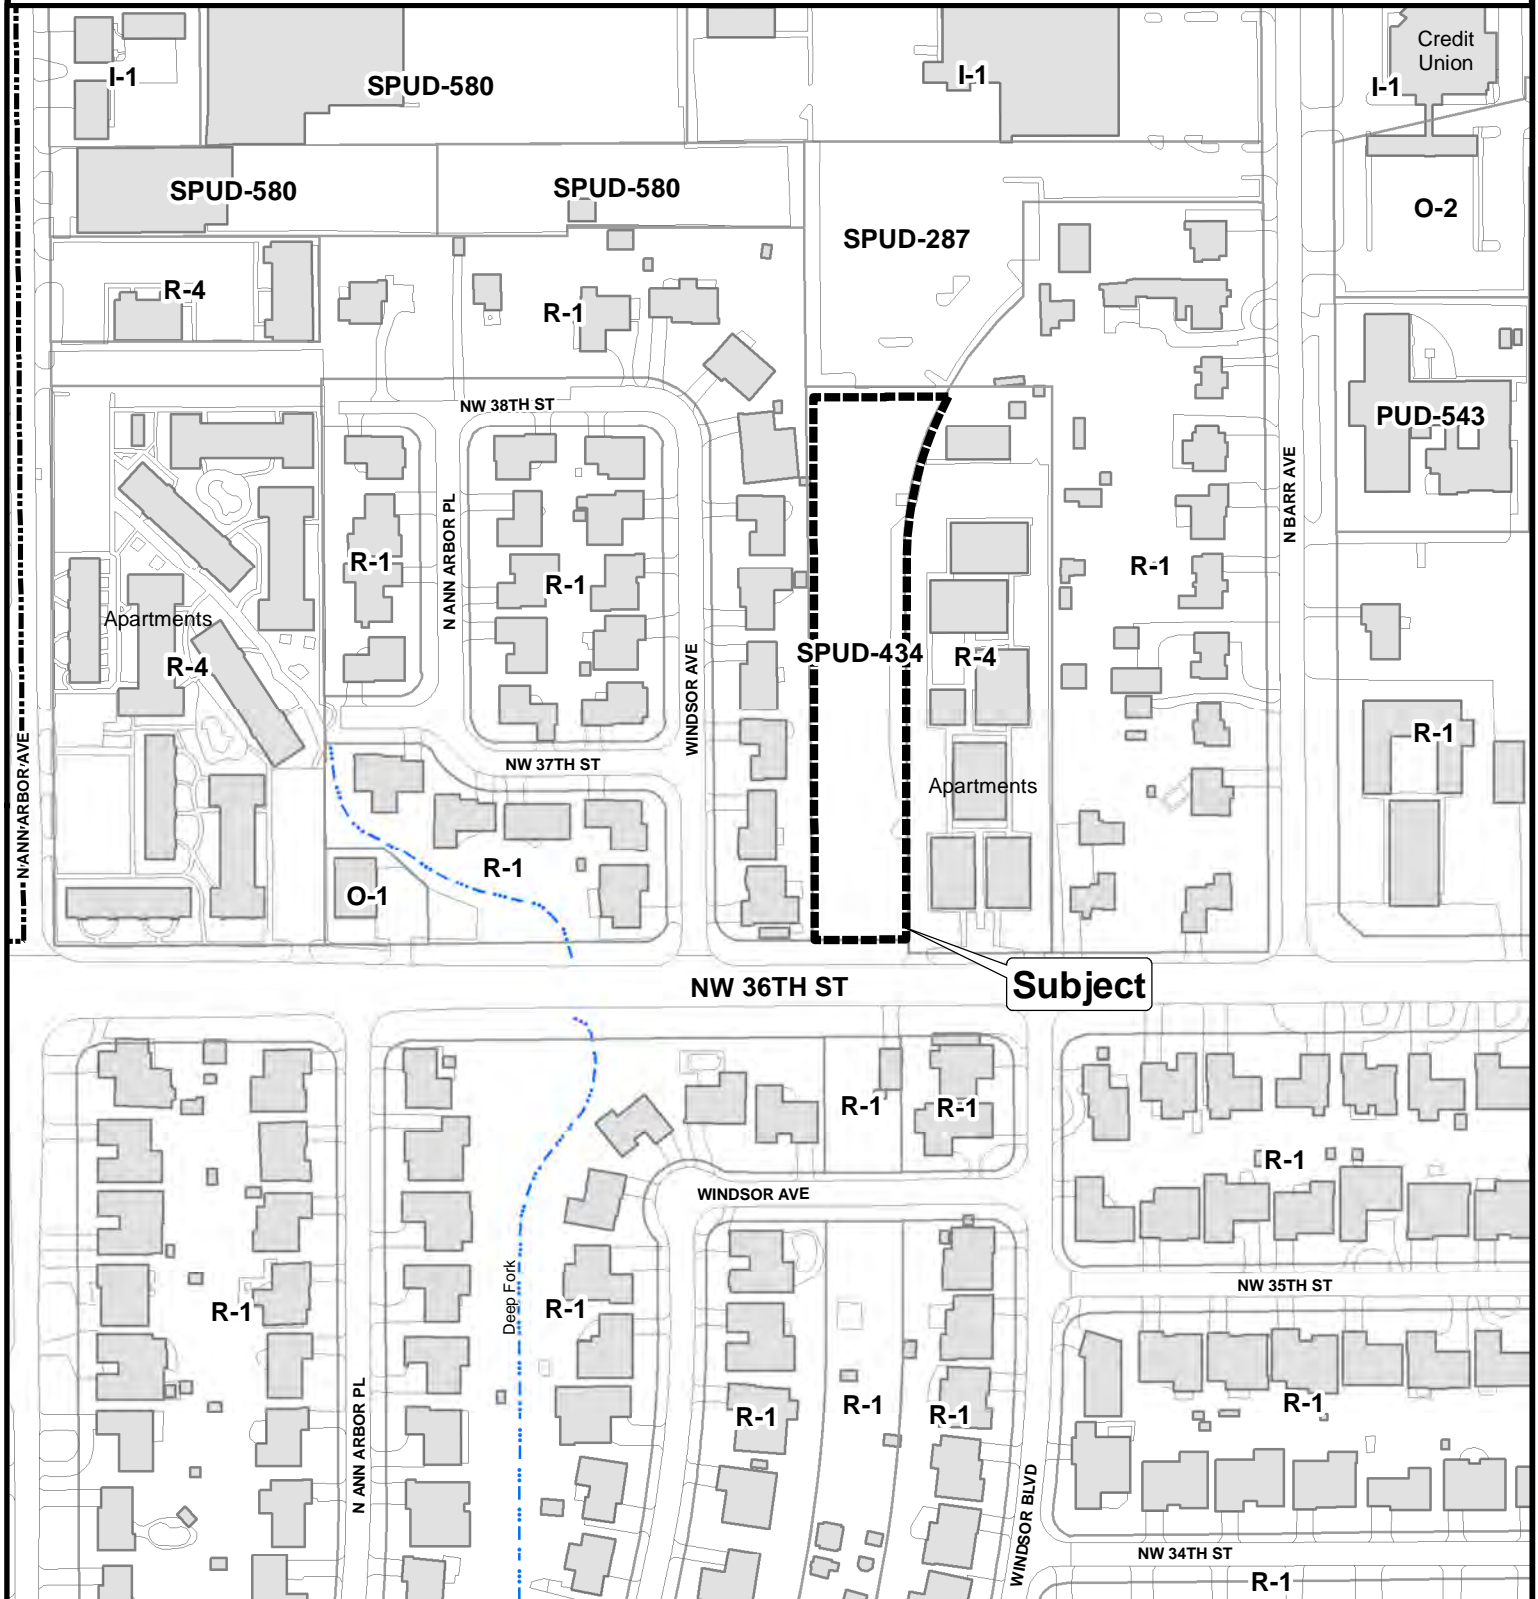 Credit
Union
I-1
SPUD-580
I-1
I-1
SPUD-580
SPUD-580
O-2
SPUD-287
R-4
R-1
NW 38TH ST
PUD-543
N ANN ARBOR PL
N BARR AVE
R-1
R-1
R-1
Apartments
R-4
SPUD-434
R-4
WINDSOR AVE
R-1
NW 37TH ST
Apartments
N ANN ARBOR AVE
R-1
O-1
Subject
NW 36TH ST
R-1
R-1
R-1
WINDSOR AVE
NW 35TH ST
Deep Fork
R-1
R-1
R-1
R-1
R-1
R-1
N ANN ARBOR PL
WINDSOR BLVD
NW 34TH ST
R-1